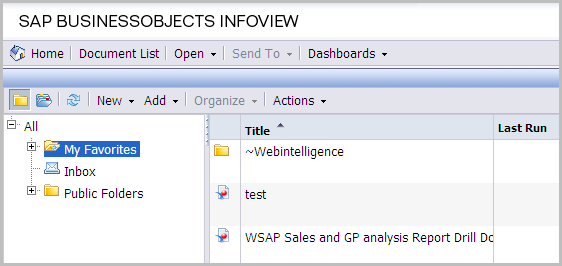 SAP BUSINESSOBJECTS INFOVIEW
Home Document List Open Send To Dashboards
New Add Organize Actions
All
Title Last Run
My Favorites
~Webintelligence
Inbox
Public Folders
test
WSAP Sales and GP analysis Report Drill Do